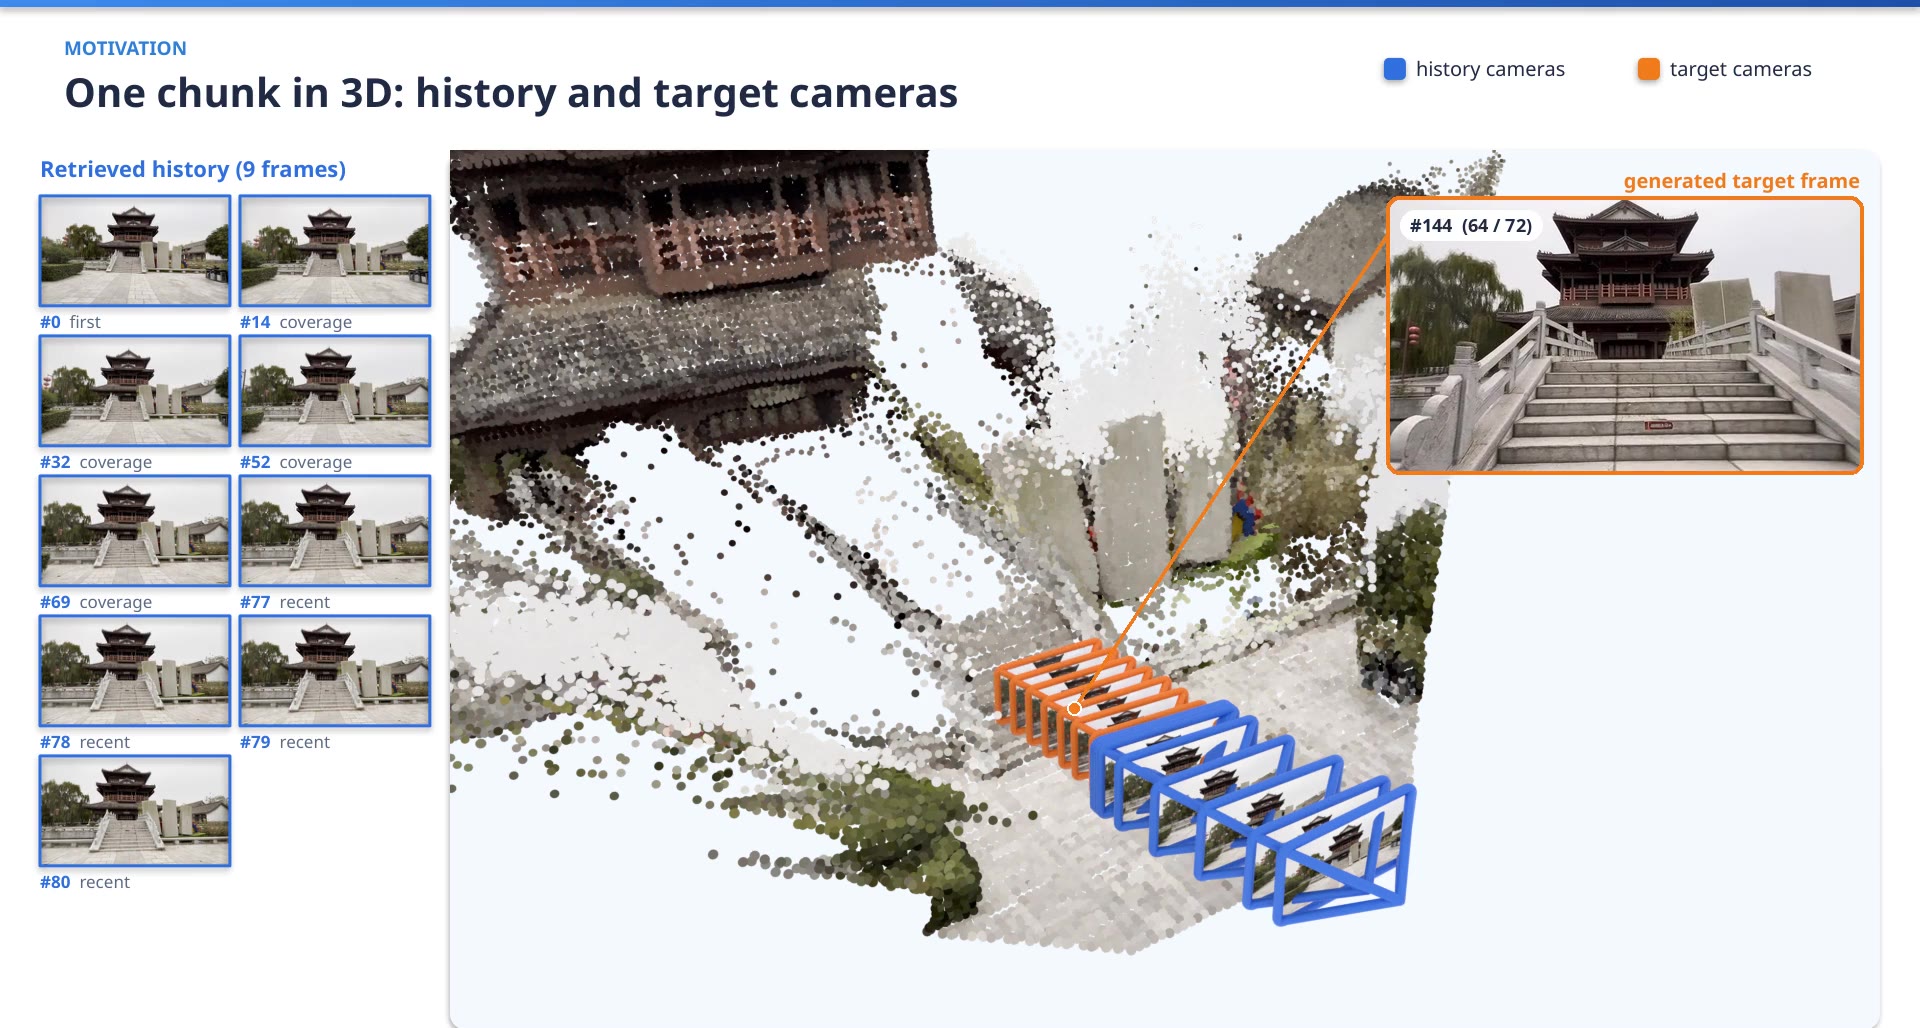 MOTIVATION
One chunk in 3D: history and target cameras
history cameras
target cameras
Retrieved history (9 frames)
#0 first
#14 coverage
#32 coverage
#52 coverage
#69 coverage
#77 recent
#78 recent
#79 recent
#80 recent
generated target frame
#144 (64 / 72)